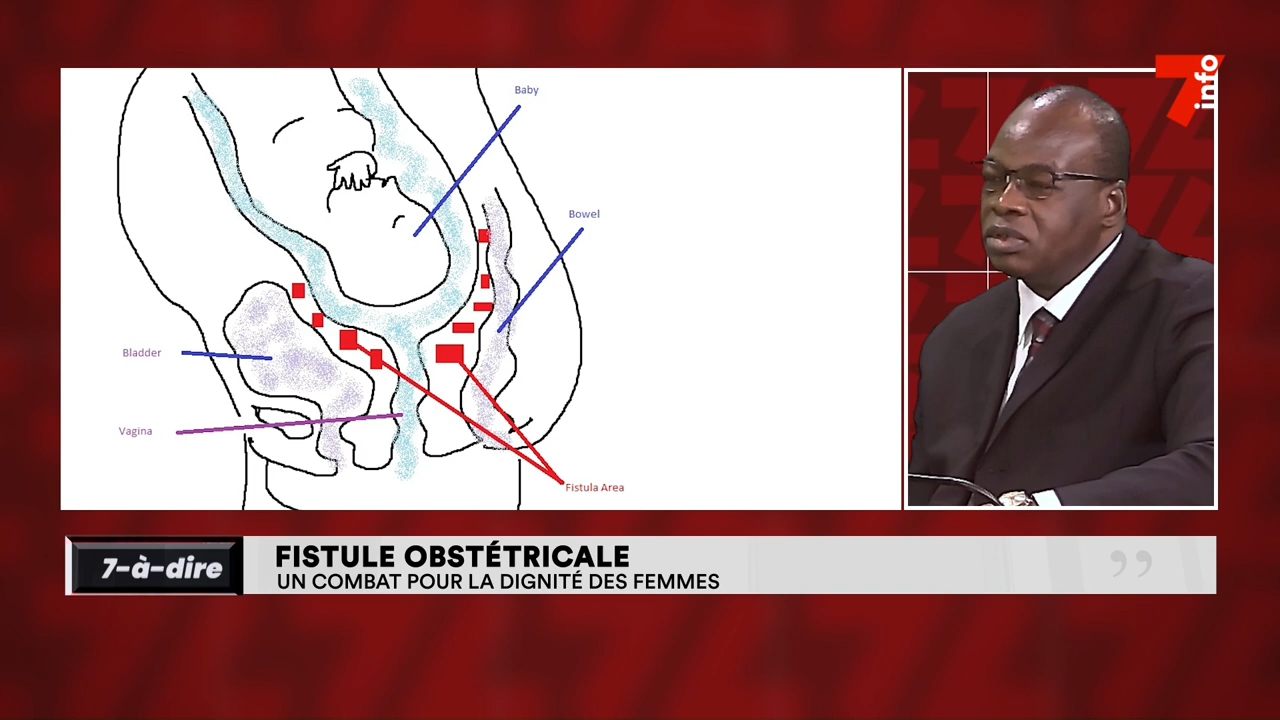 Baby
Bowel
Bladder
Vagina
Fistula Area
7info
7-à-dire
FISTULE OBSTÉTRICALE
UN COMBAT POUR LA DIGNITÉ DES FEMMES